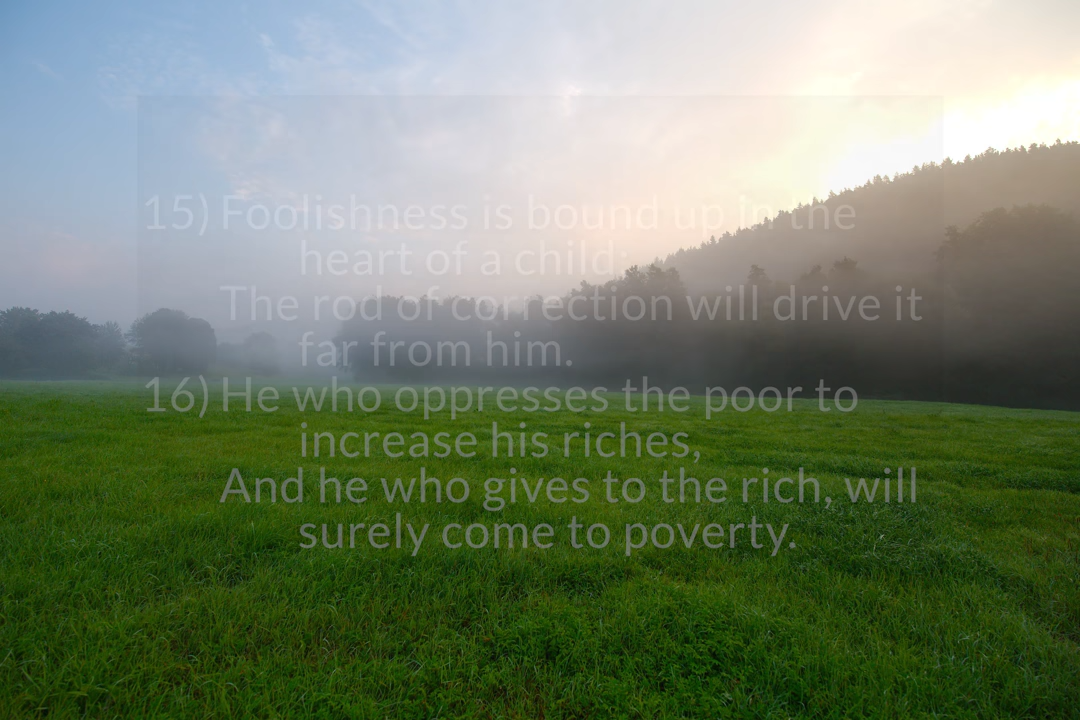 15) Foolishness is bound up in the
heart of a child:
The rod of correction will drive it
far from him.
16) He who oppresses the poor to
increase his riches,
And he who gives to the rich, will
surely come to poverty.